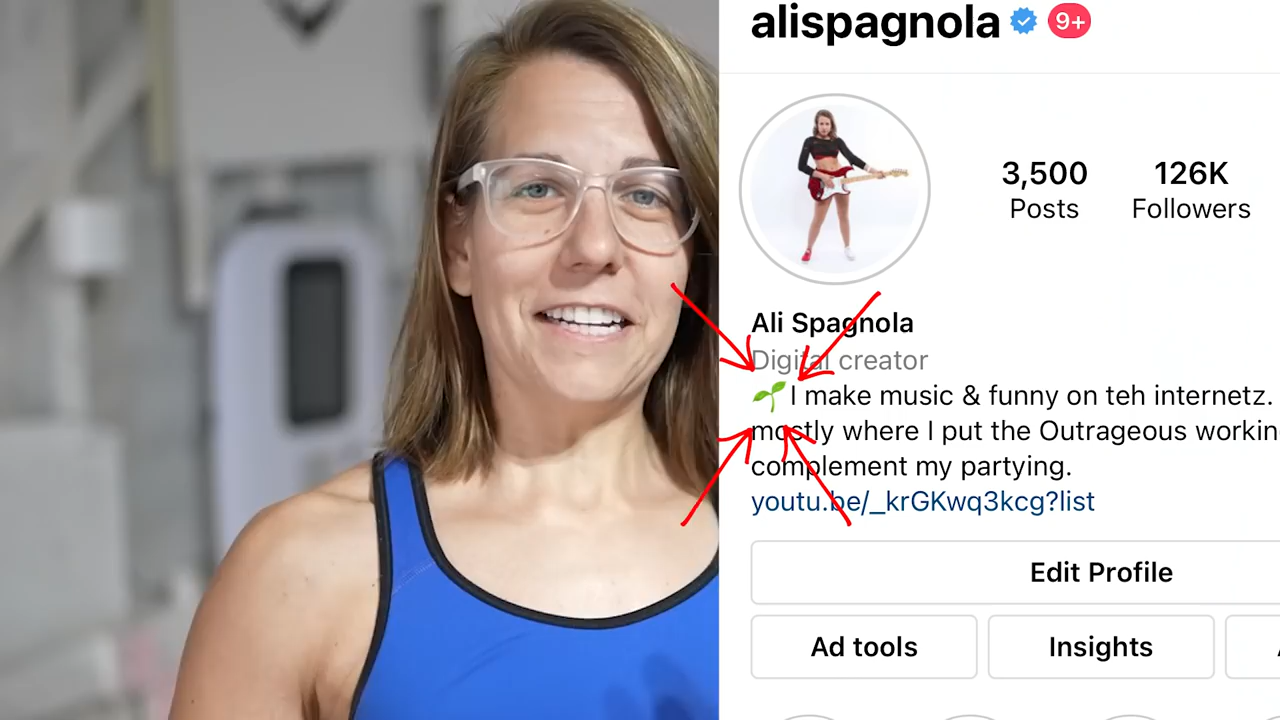 alispagnola 9+
3,500 126K
Posts Followers
Ali Spagnola
Digital creator
🌱 I make music & funny on teh internetz.
mostly where I put the Outrageous workin
complement my partying.
youtu.be/_krGKwq3kcg?list
Edit Profile
Ad tools Insights